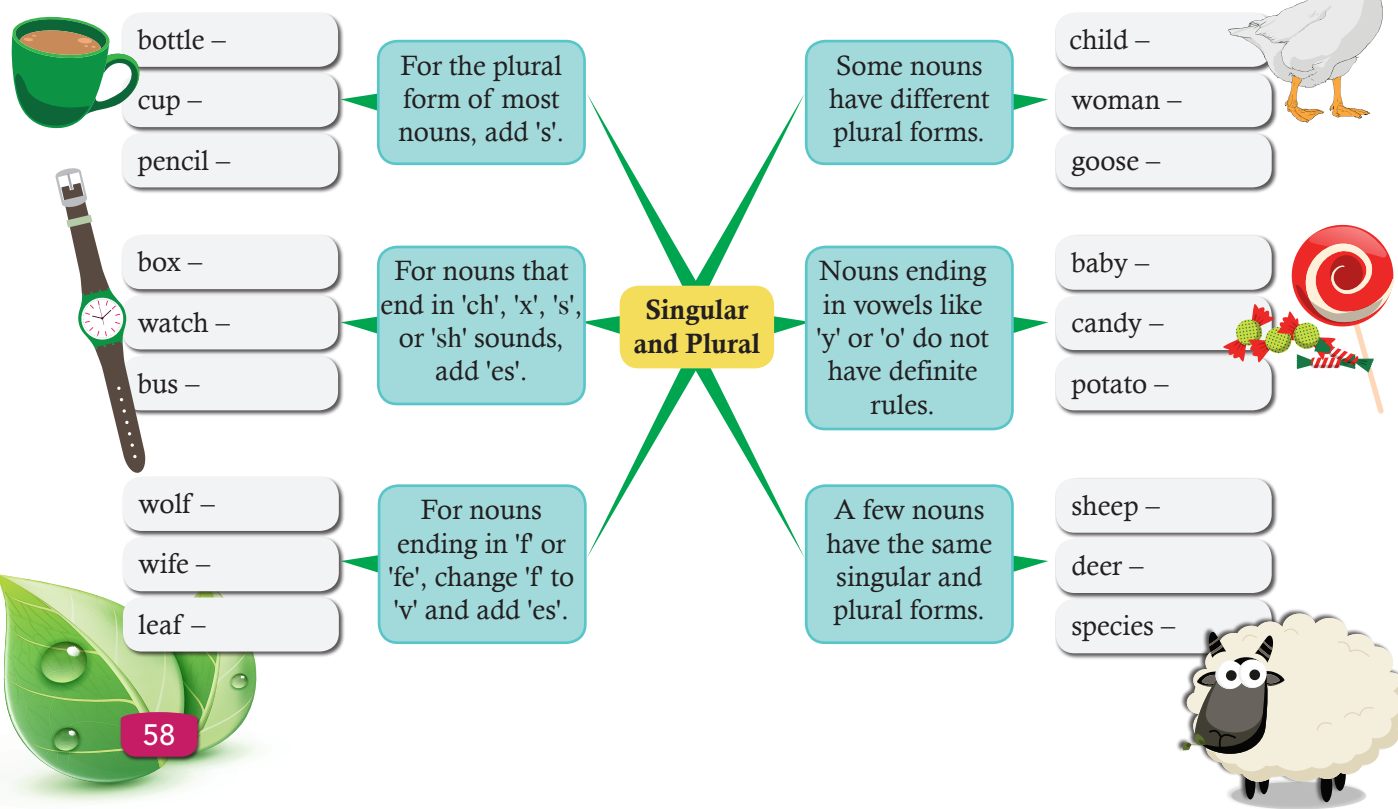 bottle –
cup –
pencil –
For the plural
form of most
nouns, add 's'.
Some nouns
have different
plural forms.
child –
woman –
goose –
box –
watch –
bus –
For nouns that
end in 'ch', 'x', 's',
or 'sh' sounds,
add 'es'.
Singular
and Plural
Nouns ending
in vowels like
'y' or 'o' do not
have definite
rules.
baby –
candy –
potato –
wolf –
wife –
leaf –
For nouns
ending in 'f' or
'fe', change 'f' to
'v' and add 'es'.
A few nouns
have the same
singular and
plural forms.
sheep –
deer –
species –
58